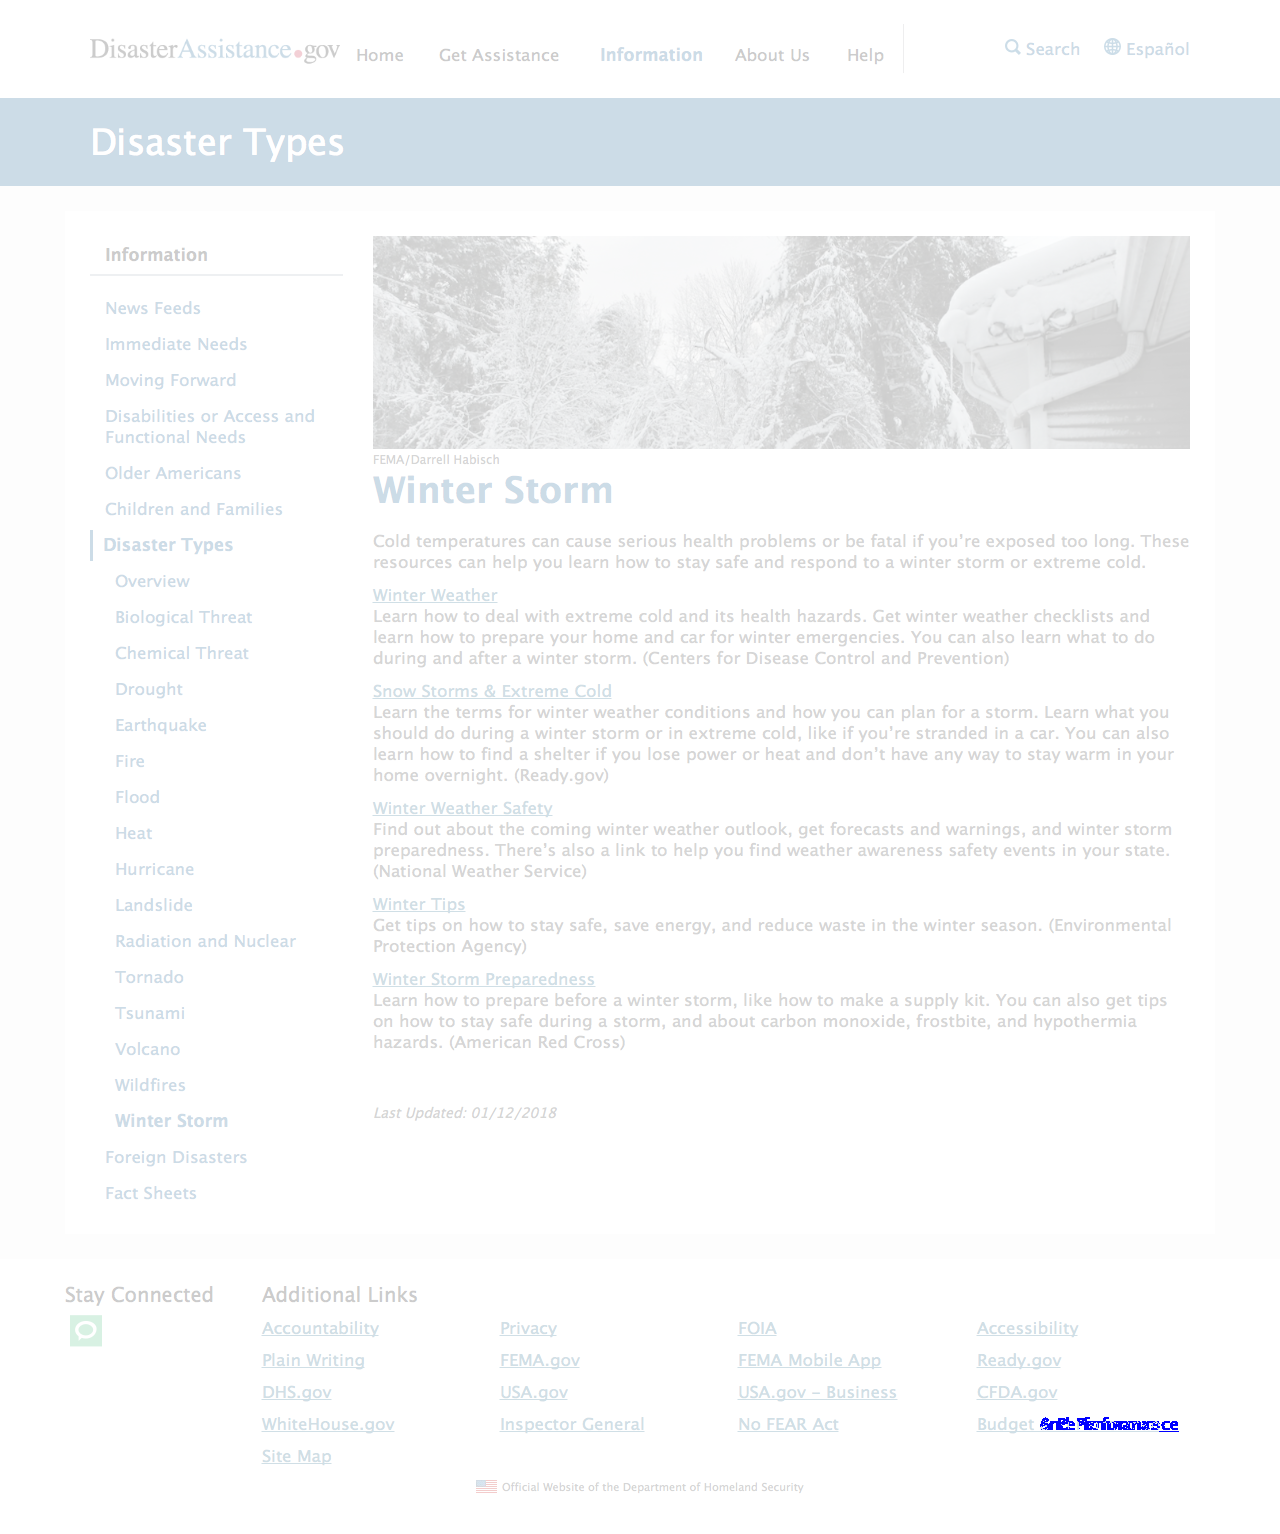 DisasterAssistance.gov
Home
Get Assistance
Information
About Us
Help
Search
Español
Disaster Types
Information
News Feeds
Immediate Needs
Moving Forward
Disabilities or Access and
Functional Needs
Older Americans
Children and Families
Disaster Types
Overview
Biological Threat
Chemical Threat
Drought
Earthquake
Fire
Flood
Heat
Hurricane
Landslide
Radiation and Nuclear
Tornado
Tsunami
Volcano
Wildfires
Winter Storm
Foreign Disasters
Fact Sheets
FEMA/Darrell Habisch
Winter Storm
Cold temperatures can cause serious health problems or be fatal if you're exposed too long. These
resources can help you learn how to stay safe and respond to a winter storm or extreme cold.
Winter Weather
Learn how to deal with extreme cold and its health hazards. Get winter weather checklists and
learn how to prepare your home and car for winter emergencies. You can also learn what to do
during and after a winter storm. (Centers for Disease Control and Prevention)
Snow Storms & Extreme Cold
Learn the terms for winter weather conditions and how you can plan for a storm. Learn what you
should do during a winter storm or in extreme cold, like if you're stranded in a car. You can also
learn how to find a shelter if you lose power or heat and don't have any way to stay warm in your
home overnight. (Ready.gov)
Winter Weather Safety
Find out about the coming winter weather outlook, get forecasts and warnings, and winter storm
preparedness. There's also a link to help you find weather awareness safety events in your state.
(National Weather Service)
Winter Tips
Get tips on how to stay safe, save energy, and reduce waste in the winter season. (Environmental
Protection Agency)
Winter Storm Preparedness
Learn how to prepare before a winter storm, like how to make a supply kit. You can also get tips
on how to stay safe during a storm, and about carbon monoxide, frostbite, and hypothermia
hazards. (American Red Cross)
Last Updated: 01/12/2018
Stay Connected
Additional Links
Accountability
Privacy
FOIA
Accessibility
Plain Writing
FEMA.gov
FEMA Mobile App
Ready.gov
DHS.gov
USA.gov
USA.gov – Business
CFDA.gov
WhiteHouse.gov
Inspector General
No FEAR Act
Budget
Site Map
Official Website of the Department of Homeland Security